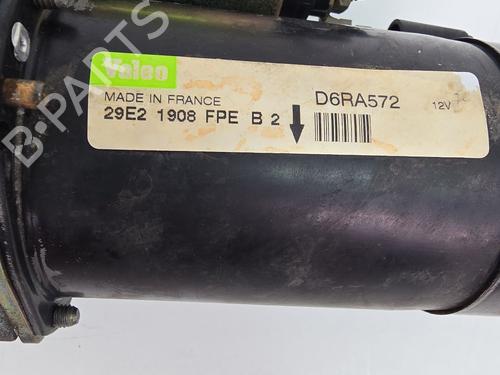 Valeo
MADE IN FRANCE
29E2 1908 FPE B 2
D6RA572
12V
B-PARTS